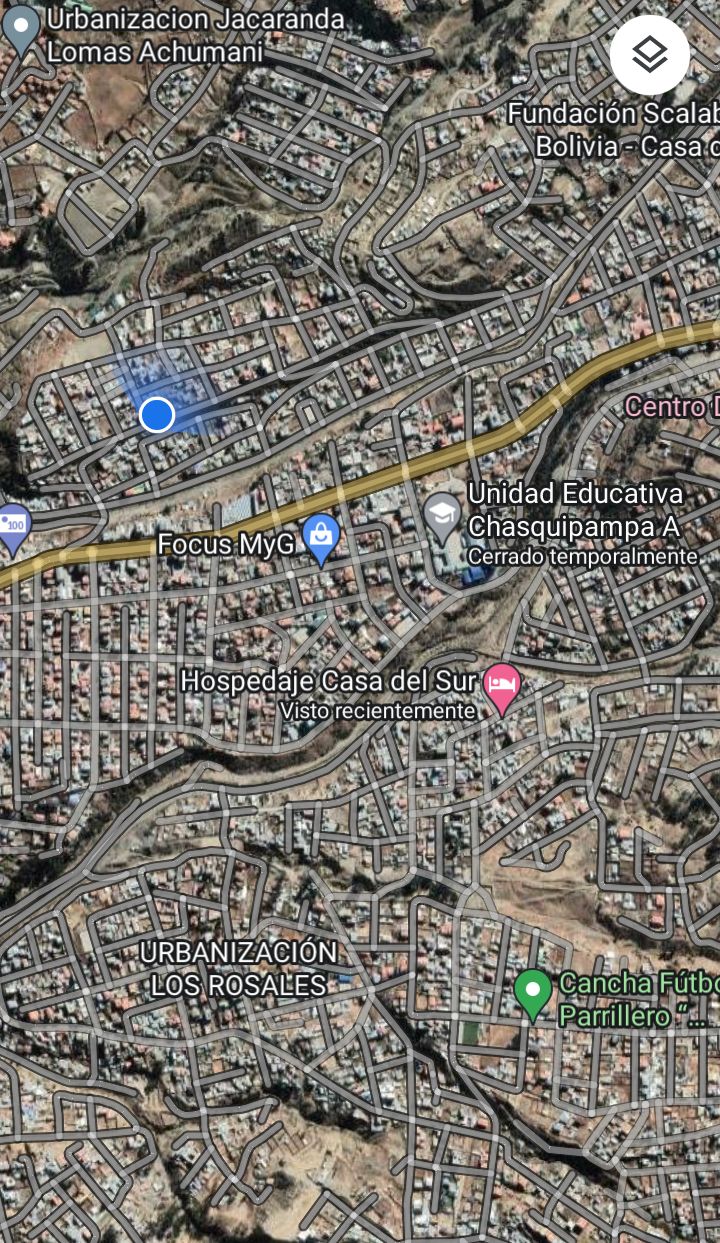 Urbanizacion Jacaranda
Lomas Achumani
Fundación Scalab
Bolivia - Casa d
Centro D
Unidad Educativa
Chasquipampa A
Cerrado temporalmente
100
Focus MyG
Hospedaje Casa del Sur
Visto recientemente
URBANIZACIÓN
LOS ROSALES
Cancha Fútbo
Parrillero “...